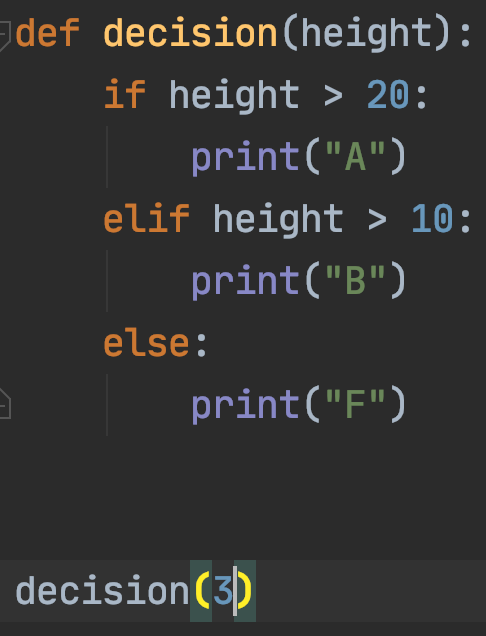 def decision(height):
    if height > 20:
        print("A")
    elif height > 10:
        print("B")
    else:
        print("F")
decision(3)